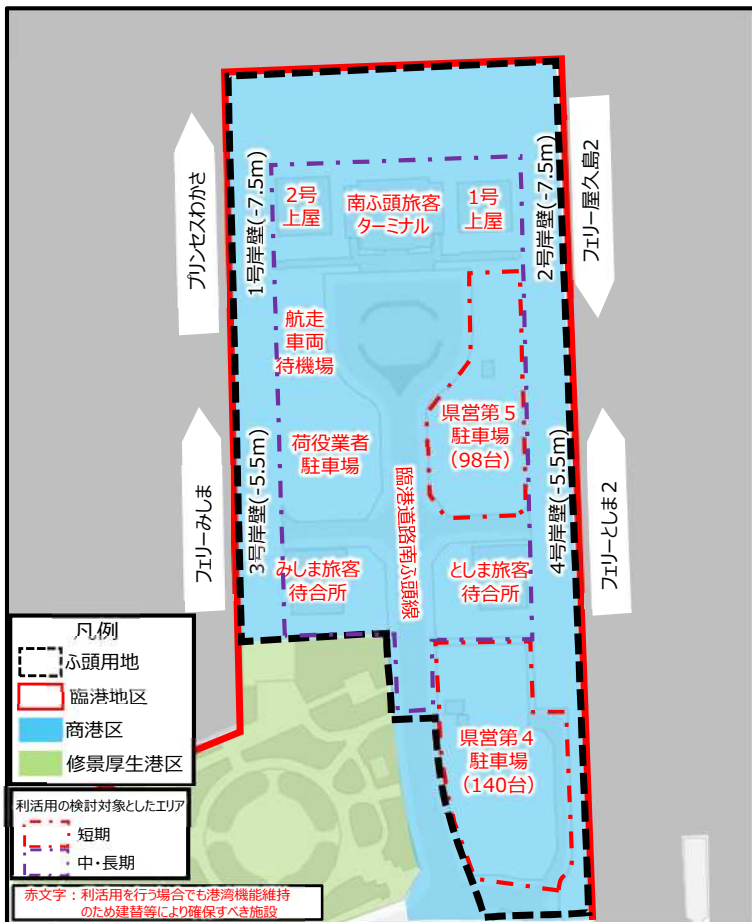 プリンセスわかさ
1号岸壁(-7.5m)
2号
上屋
南ふ頭旅客
ターミナル
1号
上屋
2号岸壁(-7.5m)
フェリー屋久島2
航走
車両
待機場
荷役業者
駐車場
県営第5
駐車場
(98台)
フェリーみしま
3号岸壁(-5.5m)
臨港道路南ふ頭線
4号岸壁(-5.5m)
フェリーとしま2
みしま旅客
待合所
としま旅客
待合所
県営第4
駐車場
(140台)
凡例
ふ頭用地
臨港地区
商港区
修景厚生港区
利活用の検討対象としたエリア
短期
中・長期
赤文字:利活用を行う場合でも港湾機能維持
のため建替等により確保すべき施設